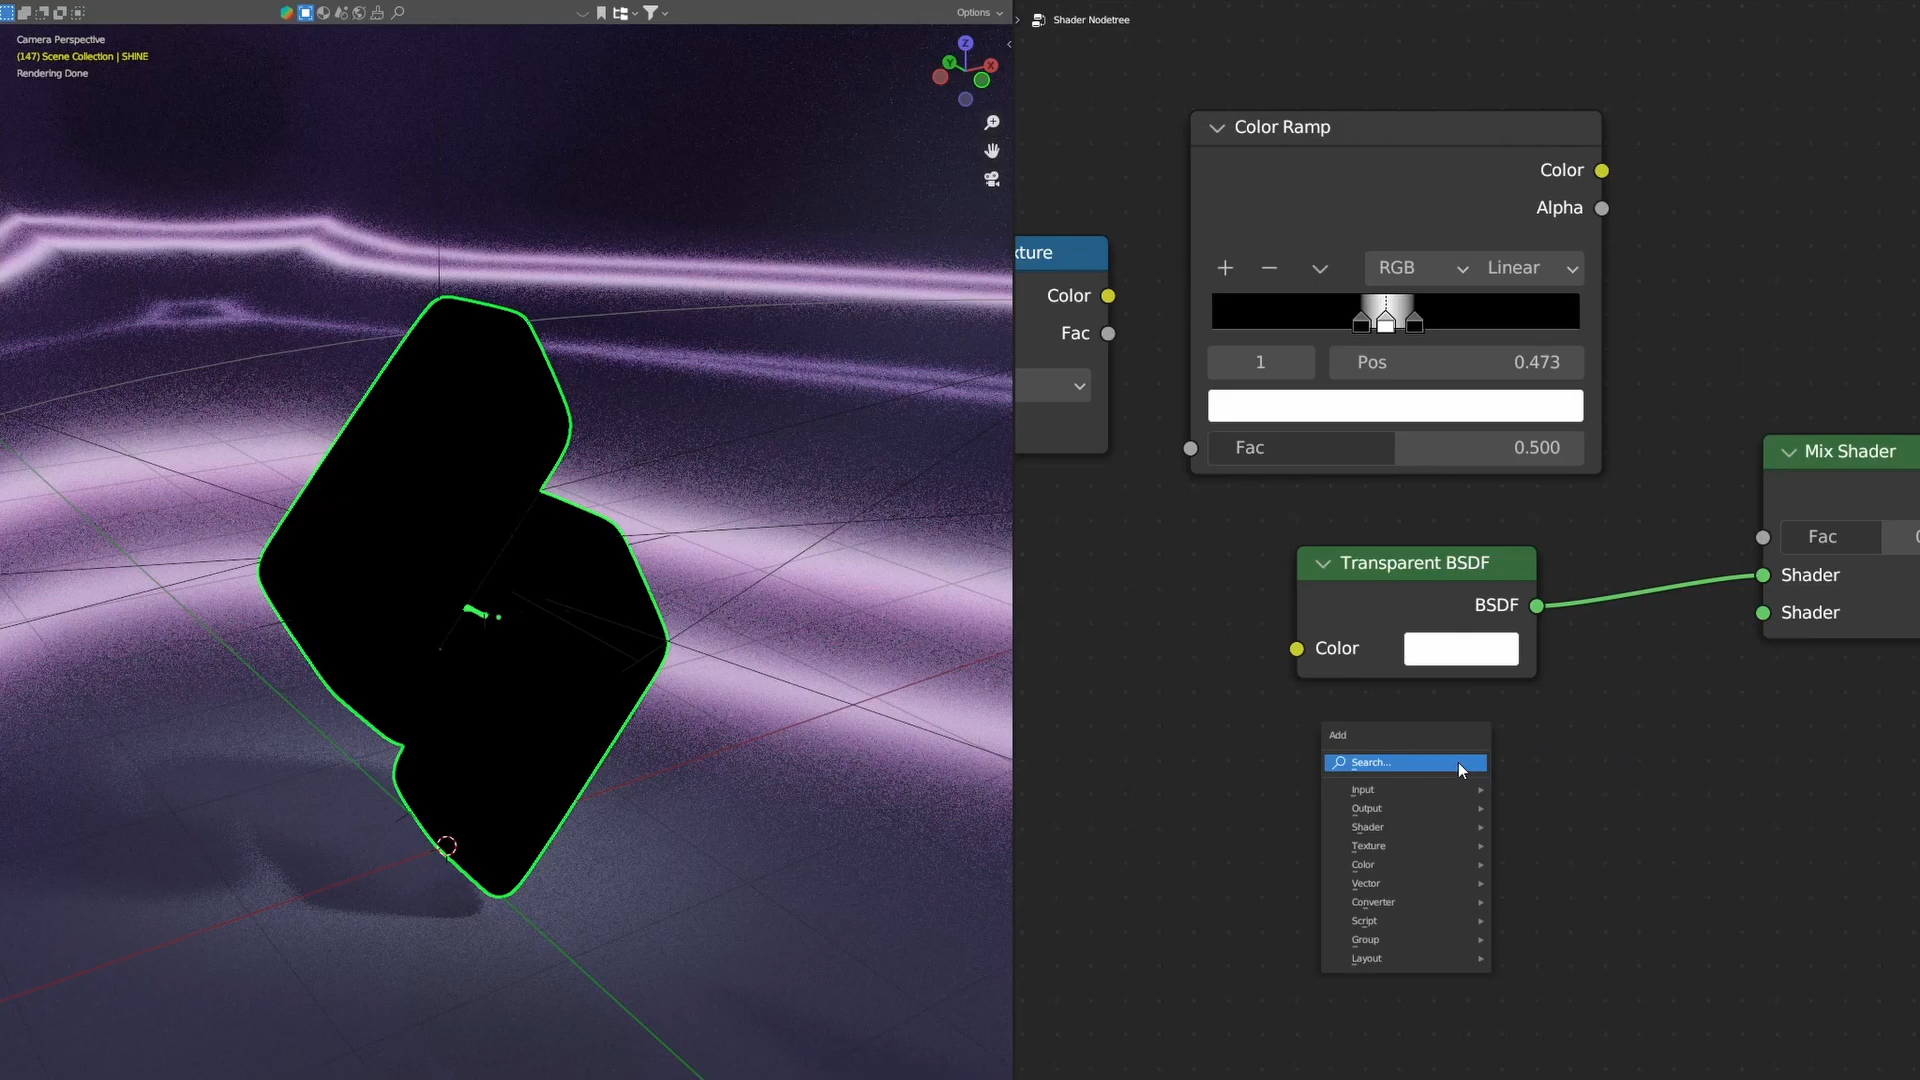 Options
Camera Perspective
(147) Scene Collection | SHINE
Rendering Done
Z
Y
X
Shader Nodetree
xture
Color
Fac
Color Ramp
Color
Alpha
RGB
Linear
1
Pos
0.473
Fac
0.500
Transparent BSDF
BSDF
Color
Mix Shader
Fac
Shader
Shader
Add
Search...
Input
Output
Shader
Texture
Color
Vector
Converter
Script
Group
Layout